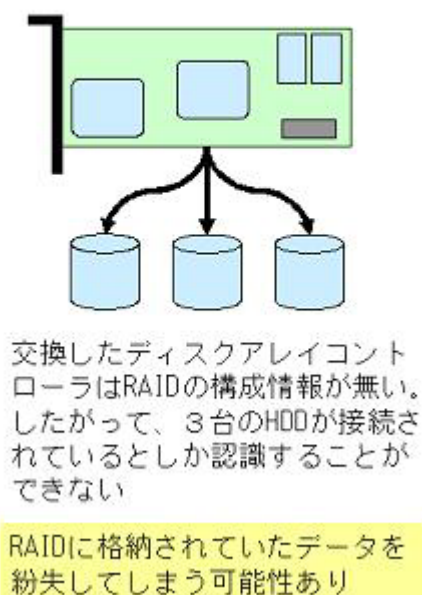 交換したディスクアレイコント
ローラはRAIDの構成情報が無い。
したがって、３台のHDDが接続さ
れているとしか認識することが
できない
RAIDに格納されていたデータを
紛失してしまう可能性あり